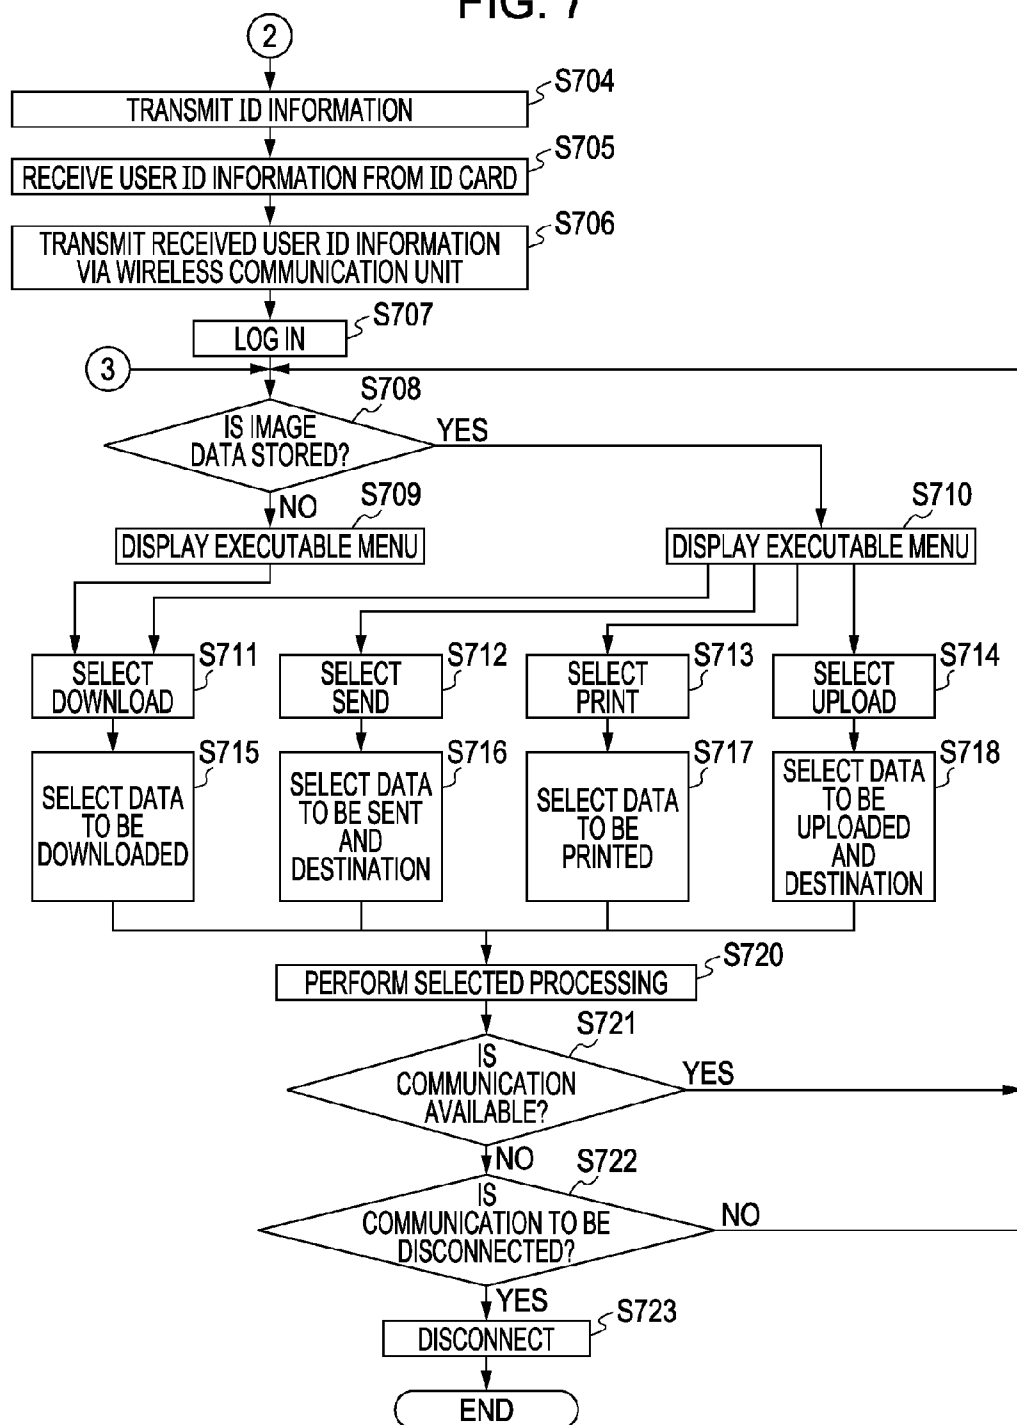 FIG. 7
2
S704
TRANSMIT ID INFORMATION
S705
RECEIVE USER ID INFORMATION FROM ID CARD
S706
TRANSMIT RECEIVED USER ID INFORMATION
VIA WIRELESS COMMUNICATION UNIT
S707
LOG IN
3
S708
IS IMAGE
DATA STORED?
YES
NO
S709
DISPLAY EXECUTABLE MENU
S710
DISPLAY EXECUTABLE MENU
S711
SELECT
DOWNLOAD
S712
SELECT
SEND
S713
SELECT
PRINT
S714
SELECT
UPLOAD
S715
SELECT DATA
TO BE
DOWNLOADED
S716
SELECT DATA
TO BE SENT
AND
DESTINATION
S717
SELECT DATA
TO BE
PRINTED
S718
SELECT DATA
TO BE
UPLOADED
AND
DESTINATION
S720
PERFORM SELECTED PROCESSING
S721
IS
COMMUNICATION
AVAILABLE?
YES
NO
S722
IS
COMMUNICATION TO BE
DISCONNECTED?
NO
YES
S723
DISCONNECT
END